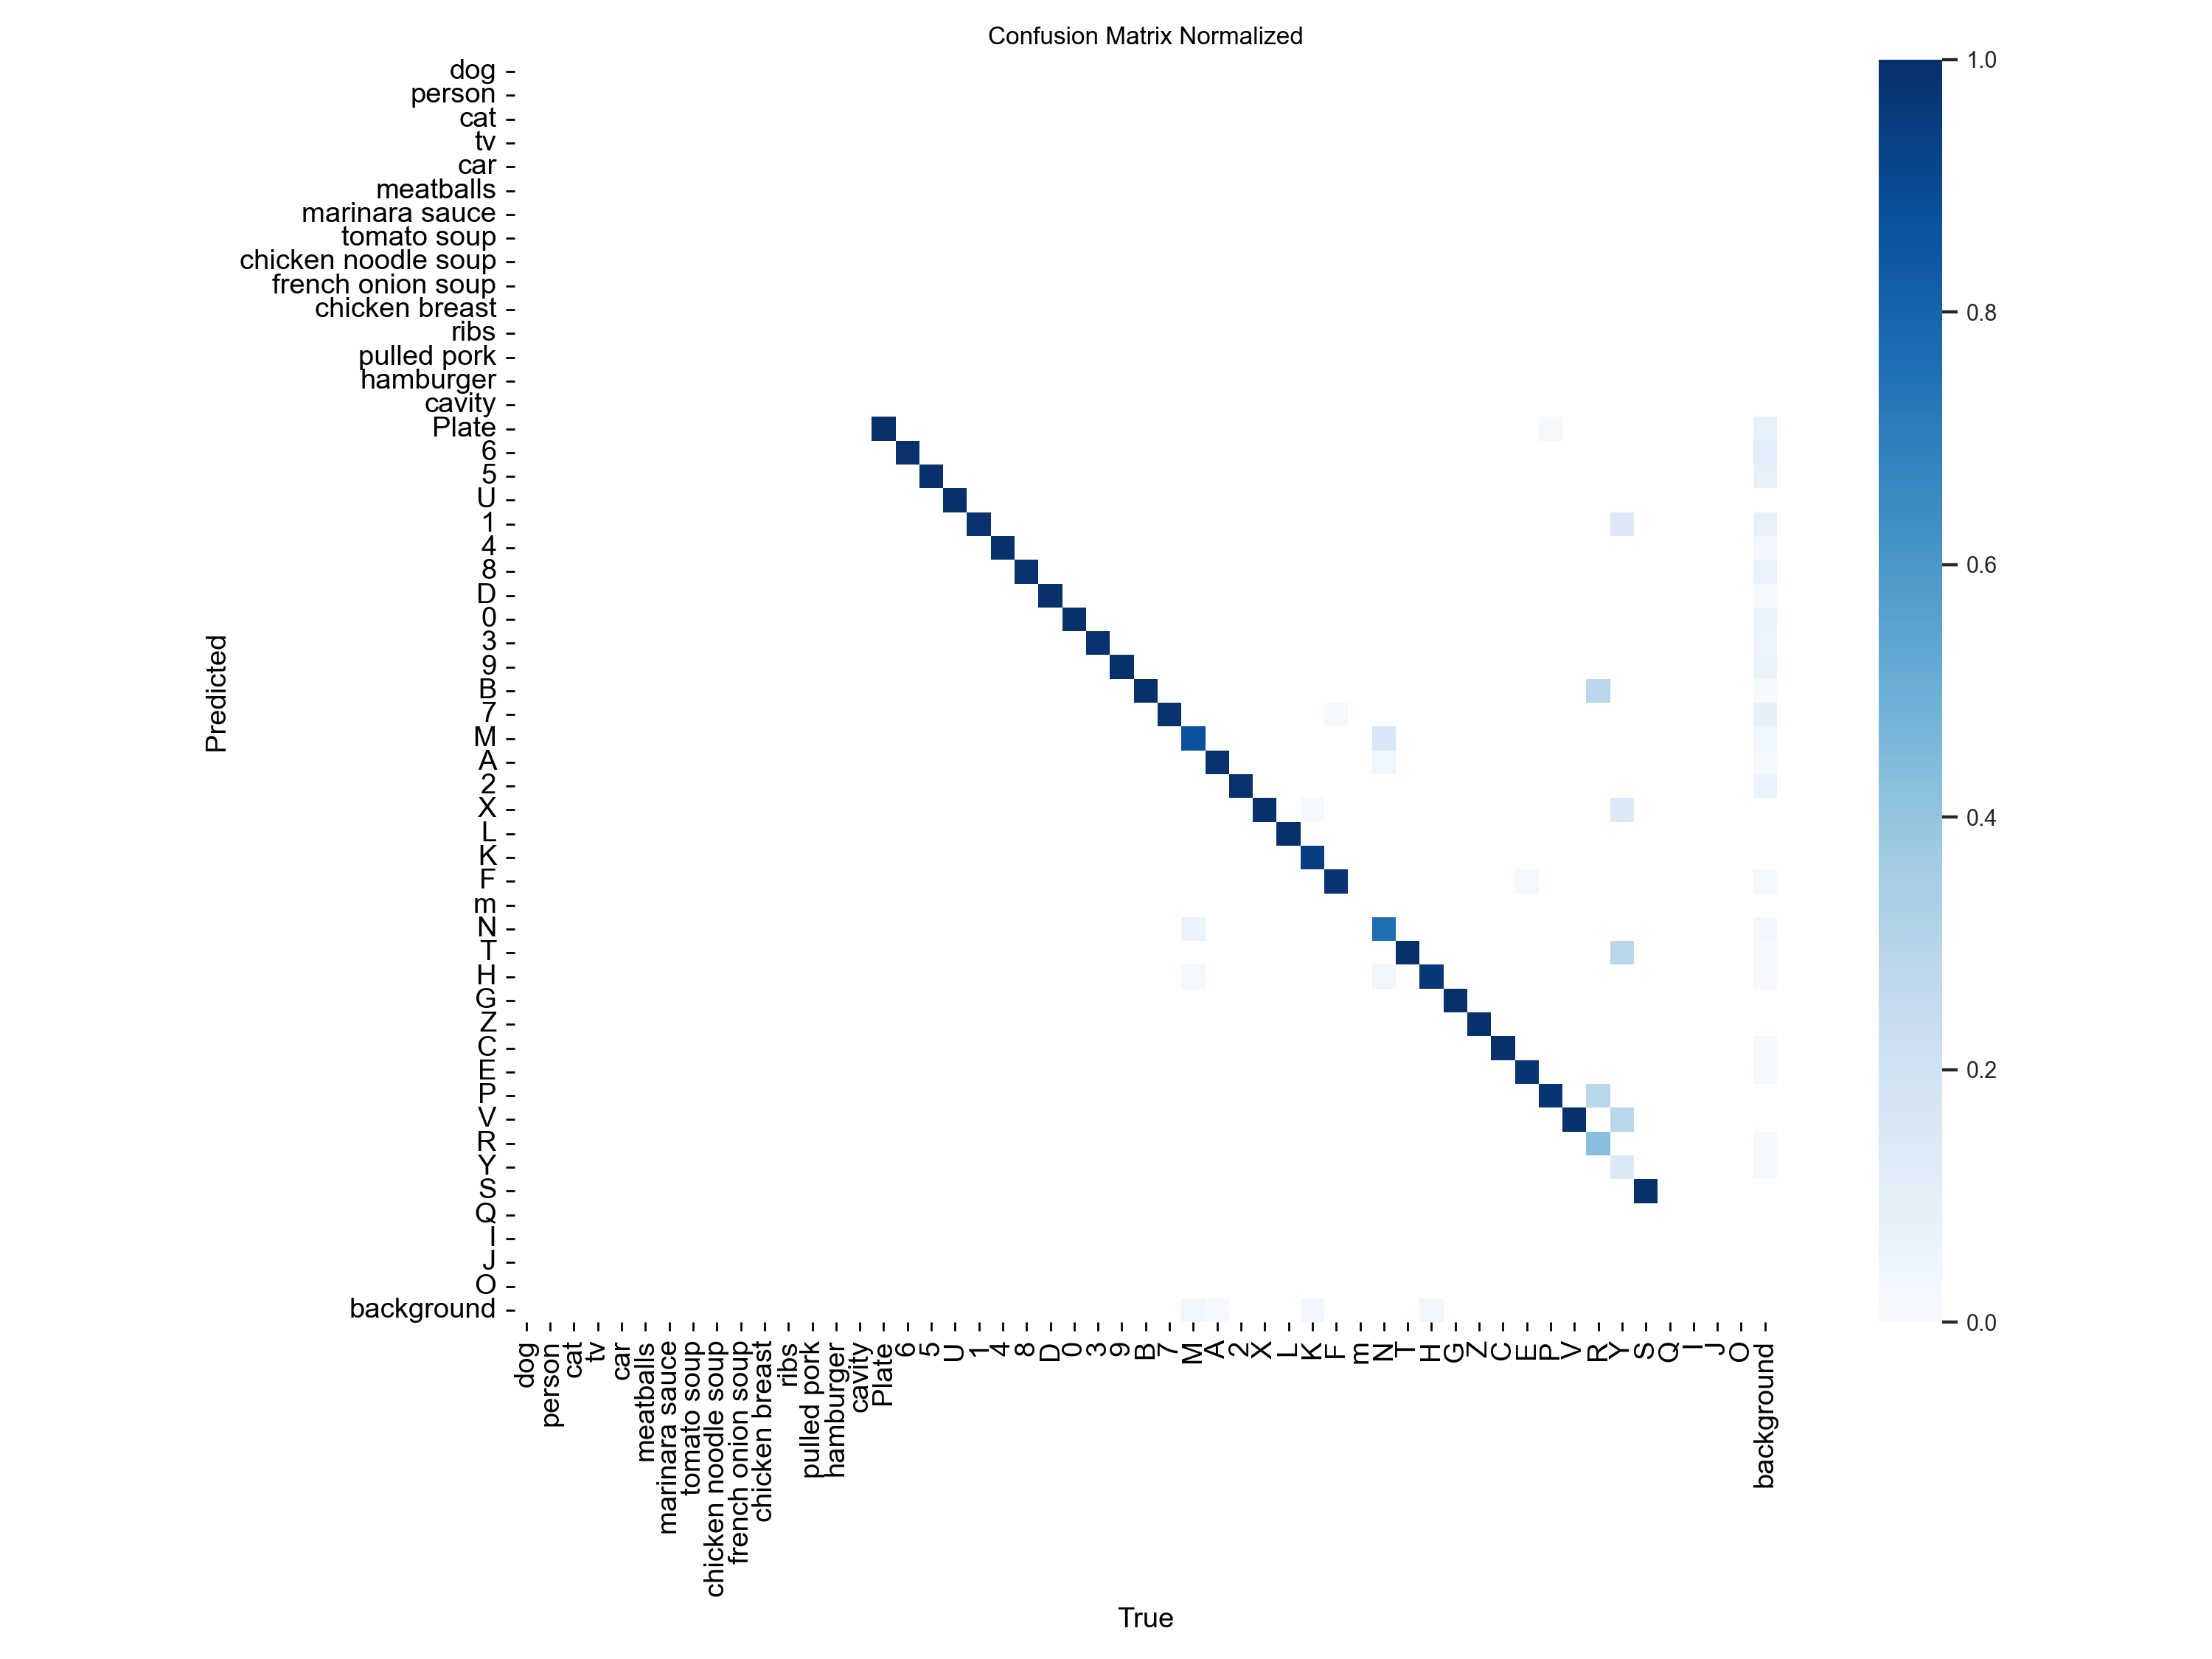 Confusion Matrix Normalized
dog
person
cat
tv
car
meatballs
marinara sauce
tomato soup
chicken noodle soup
french onion soup
chicken breast
ribs
pulled pork
hamburger
cavity
Plate
6
5
U
1
4
8
D
0
3
9
B
7
M
A
2
X
L
K
F
m
N
T
H
G
Z
C
E
P
V
R
Y
S
Q
I
J
O
background
Predicted
dog
person
cat
tv
car
meatballs
marinara sauce
tomato soup
chicken noodle soup
french onion soup
chicken breast
ribs
pulled pork
hamburger
cavity
Plate
6
5
U
1
4
8
D
0
3
9
B
7
M
A
2
X
L
K
F
m
N
T
H
G
Z
C
E
P
V
R
Y
S
Q
I
J
O
background
True
1.0
0.8
0.6
0.4
0.2
0.0